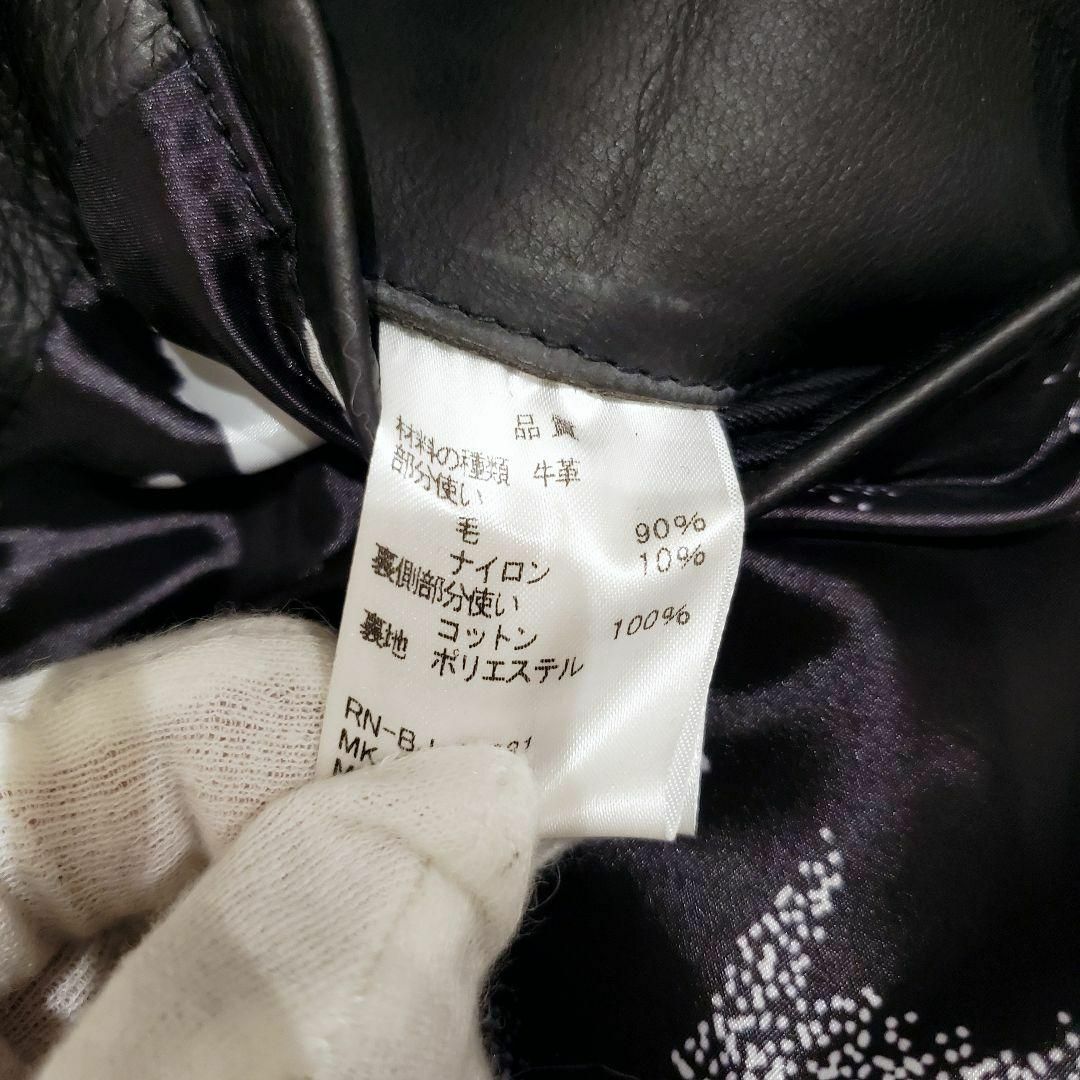 品質
材料の種類 牛革
部分使い
毛 90%
ナイロン 10%
裏側部分使い
コットン 100%
裏地 ポリエステル
RN-B
MK